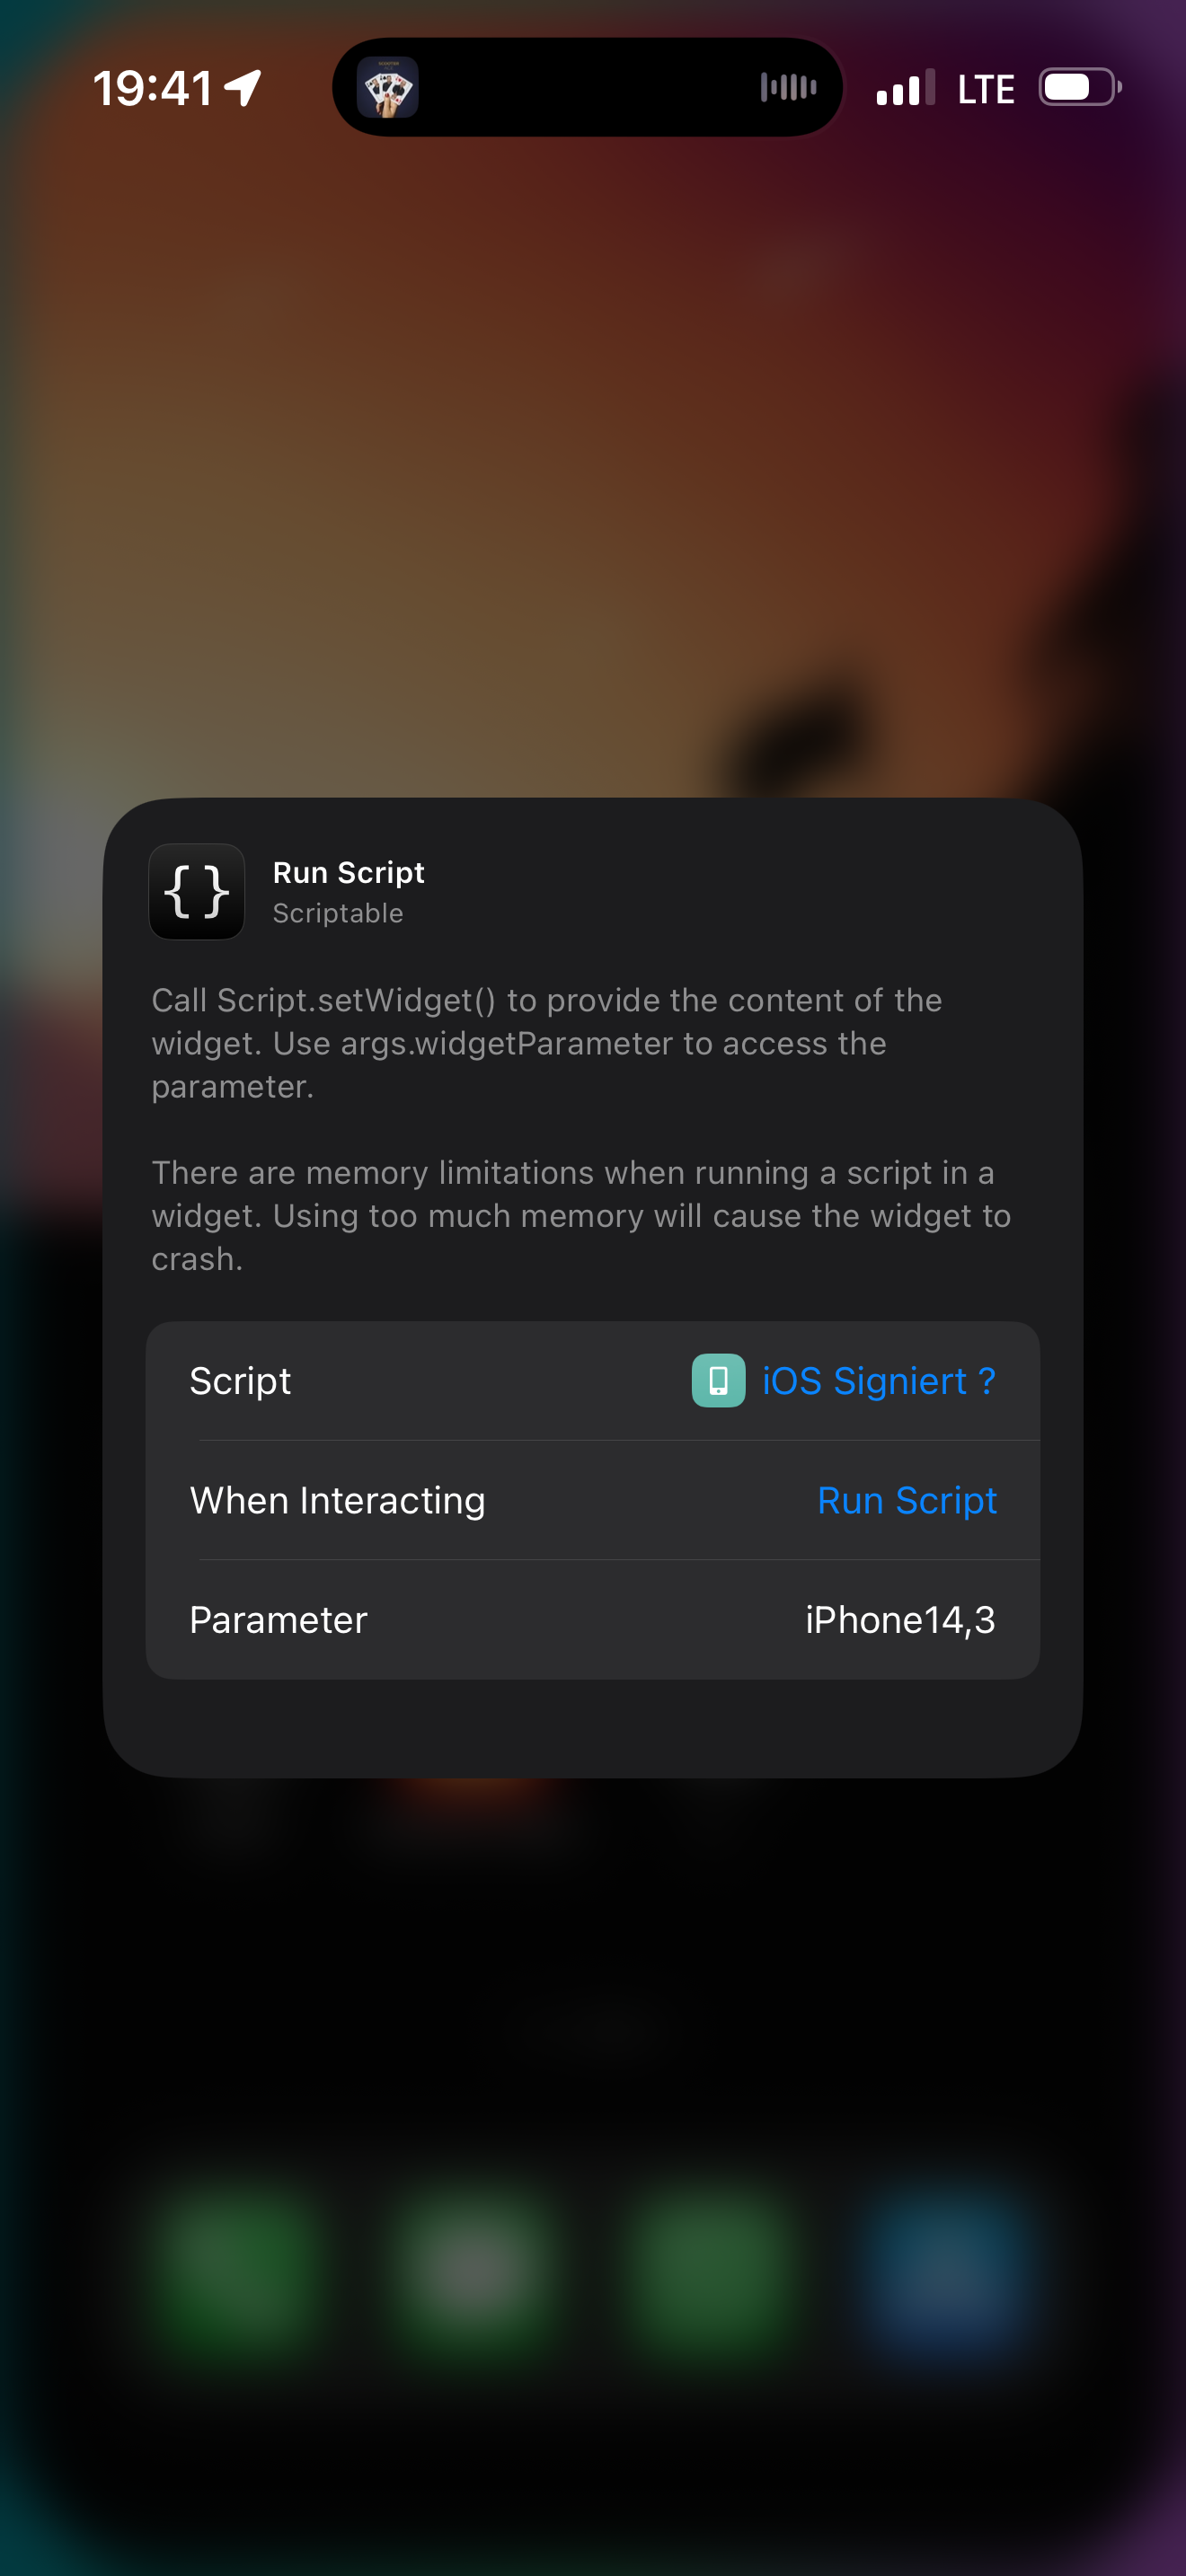 19:41
LTE
Run Script
Scriptable
Call Script.setWidget() to provide the content of the
widget. Use args.widgetParameter to access the
parameter.
There are memory limitations when running a script in a
widget. Using too much memory will cause the widget to
crash.
Script iOS Signiert ?
When Interacting Run Script
Parameter iPhone14,3